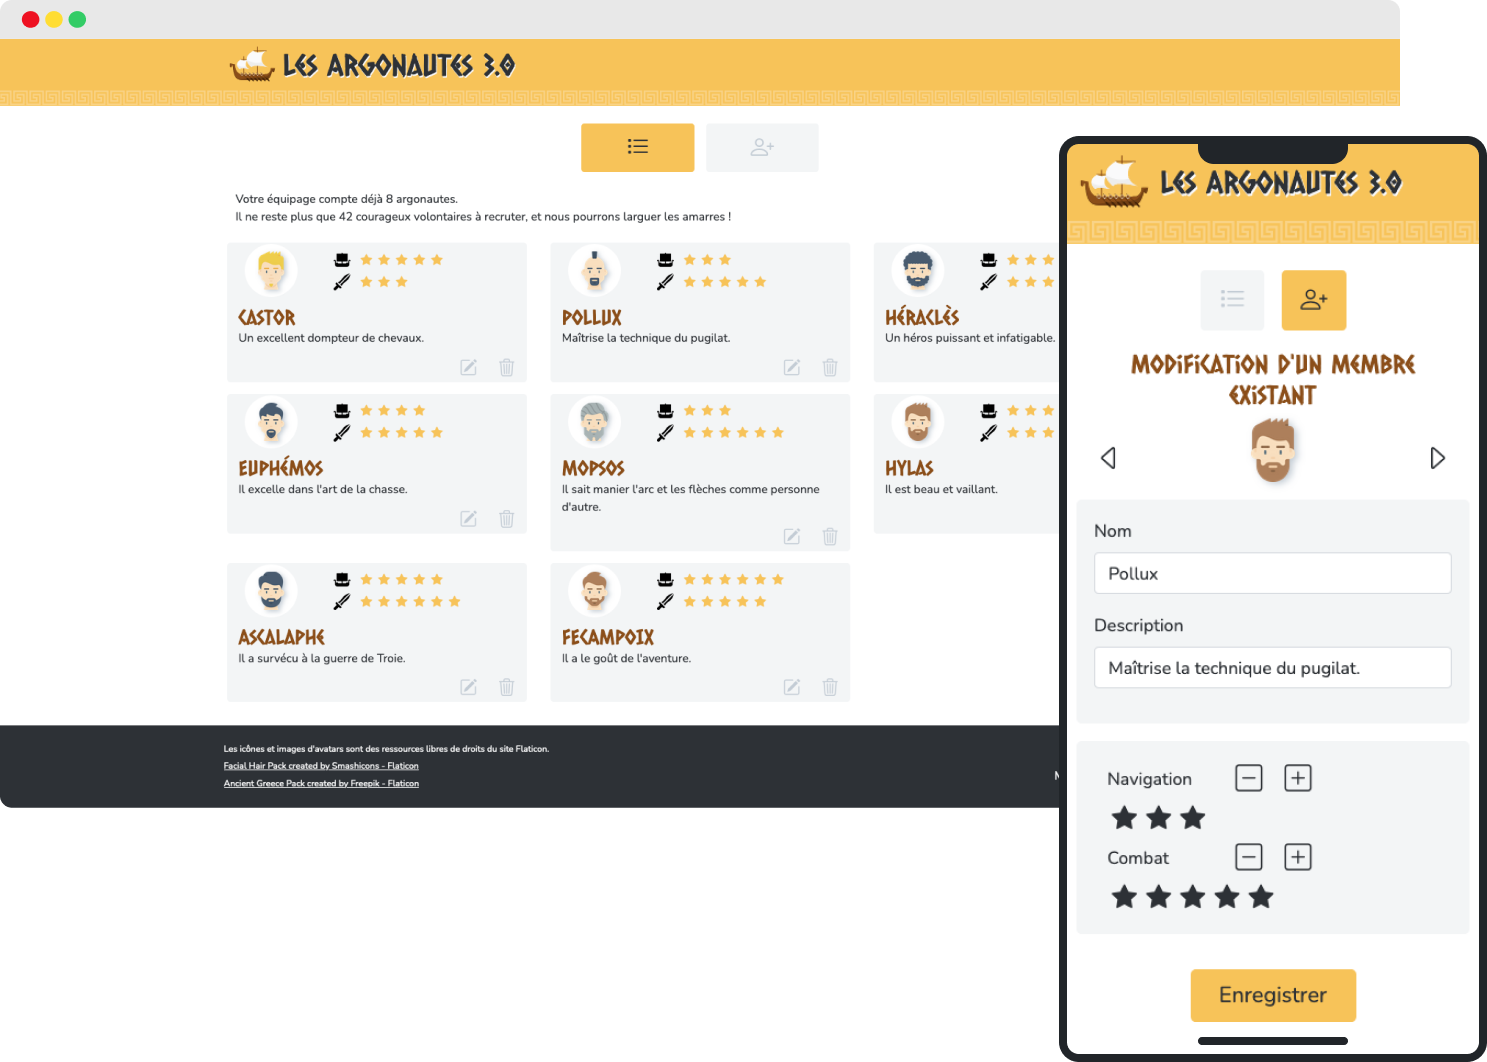 LES ARGONAUTES 3.0
Votre équipage compte déjà 8 argonautes.
Il ne reste plus que 42 courageux volontaires à recruter, et nous pourrons larguer les amarres !
CASTOR
Un excellent dompteur de chevaux.
POLLUX
Maîtrise la technique du pugilat.
HÉRACLÈS
Un héros puissant et infatigable.
EUPHÉMOS
Il excelle dans l'art de la chasse.
MOPSOS
Il sait manier l'arc et les flèches comme personne
d'autre.
HYLAS
Il est beau et vaillant.
ASCALAPHE
Il a survécu à la guerre de Troie.
FECAMPOIX
Il a le goût de l'aventure.
Les icônes et images d'avatars sont des ressources libres de droits du site Flaticon.
Facial Hair Pack created by Smashicons - Flaticon
Ancient Greece Pack created by Freepik - Flaticon
LES ARGONAUTES 3.0
MODIFICATION D'UN MEMBRE
EXISTANT
Nom
Pollux
Description
Maîtrise la technique du pugilat.
Navigation
Combat
Enregistrer